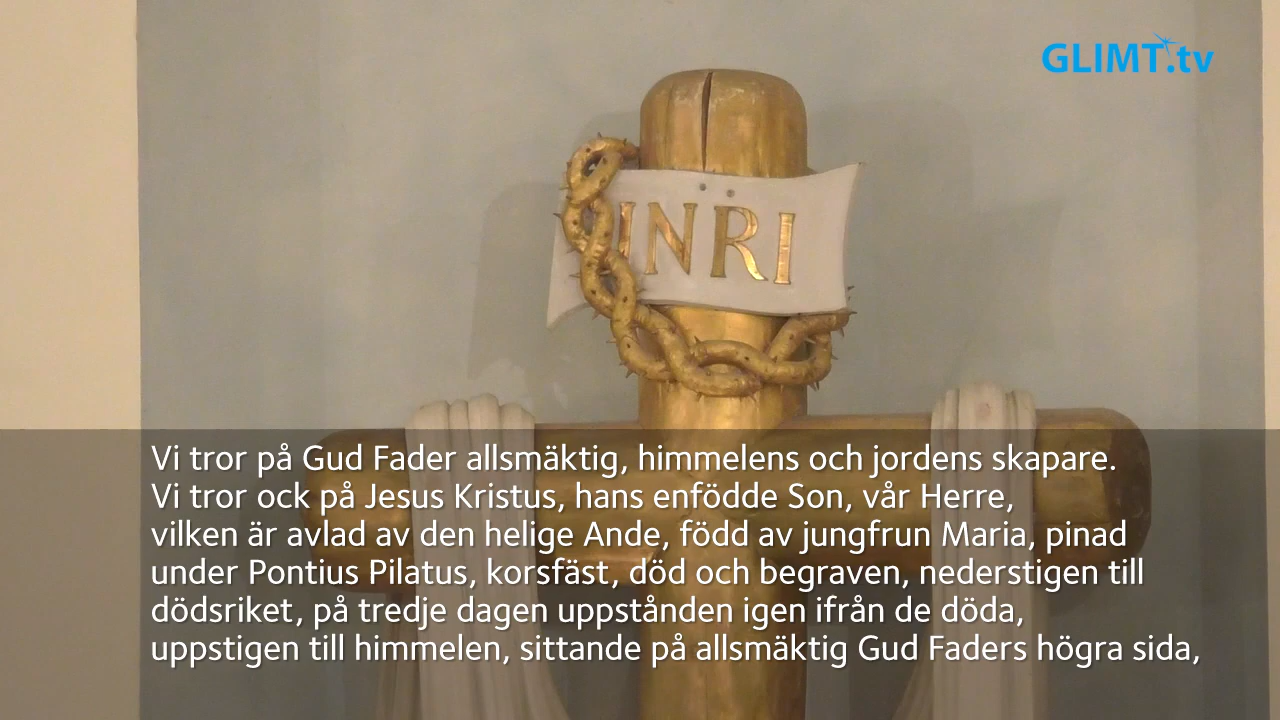 GLIMT.tv
INRI
Vi tror på Gud Fader allsmäktig, himmelens och jordens skapare.
Vi tror ock på Jesus Kristus, hans enfödde Son, vår Herre,
vilken är avlad av den helige Ande, född av jungfrun Maria, pinad
under Pontius Pilatus, korsfäst, död och begraven, nederstigen till
dödsriket, på tredje dagen uppstånden igen ifrån de döda,
uppstigen till himmelen, sittande på allsmäktig Gud Faders högra sida,